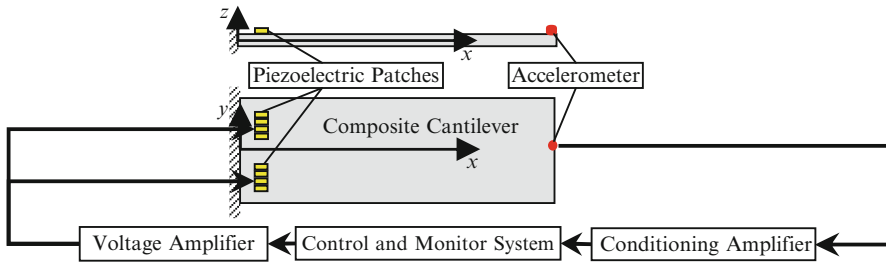 z
x
Piezoelectric Patches
Accelerometer
y
Composite Cantilever
x
Voltage Amplifier
Control and Monitor System
Conditioning Amplifier